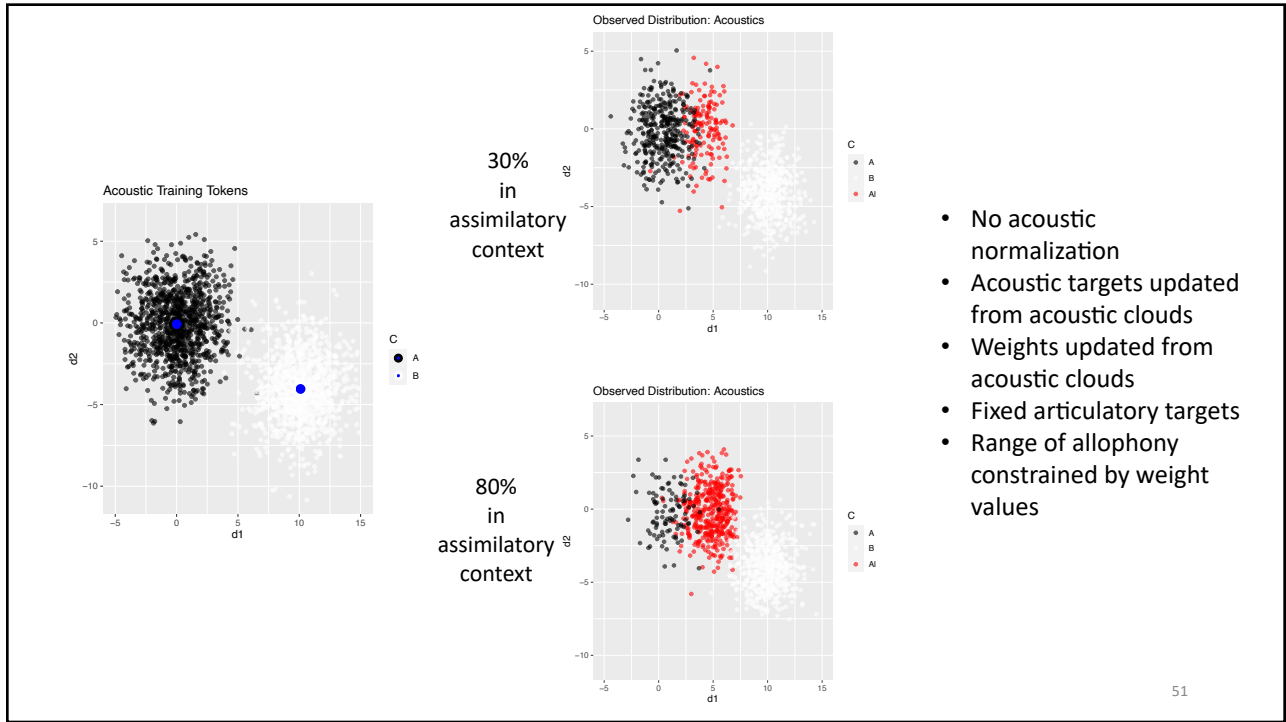 Acoustic Training Tokens
5
0
−5
−10
d2
−5
0
5
10
15
d1
C
A
B
30%
in
assimilatory
context
Observed Distribution: Acoustics
5
0
−5
−10
d2
−5
0
5
10
15
d1
C
A
B
AI
80%
in
assimilatory
context
Observed Distribution: Acoustics
5
0
−5
−10
d2
−5
0
5
10
15
d1
C
A
B
AI
• No acoustic
normalization
• Acoustic targets updated
from acoustic clouds
• Weights updated from
acoustic clouds
• Fixed articulatory targets
• Range of allophony
constrained by weight
values
51